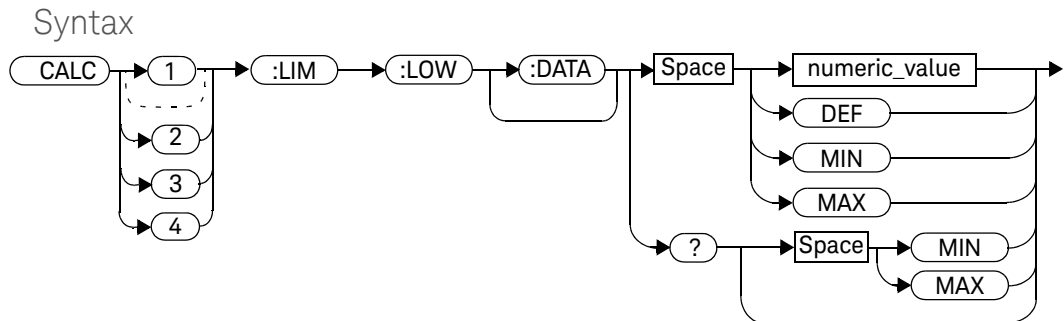 Syntax
CALC 1 :LIM :LOW :DATA Space numeric_value
DEF
2
MIN
3
MAX
4
? Space MIN
MAX